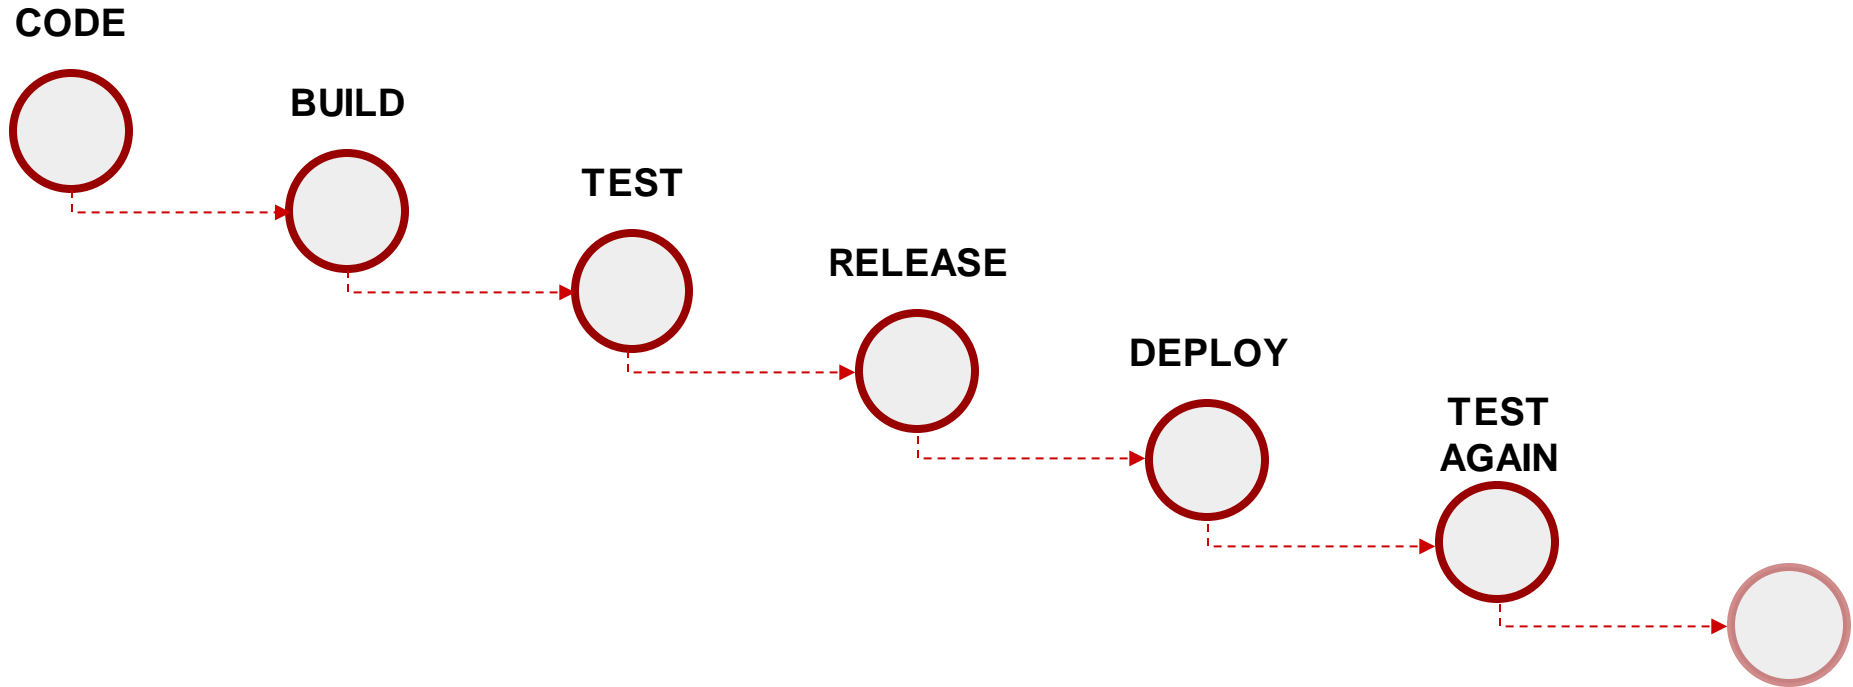 CODE
BUILD
TEST
RELEASE
DEPLOY
TEST
AGAIN